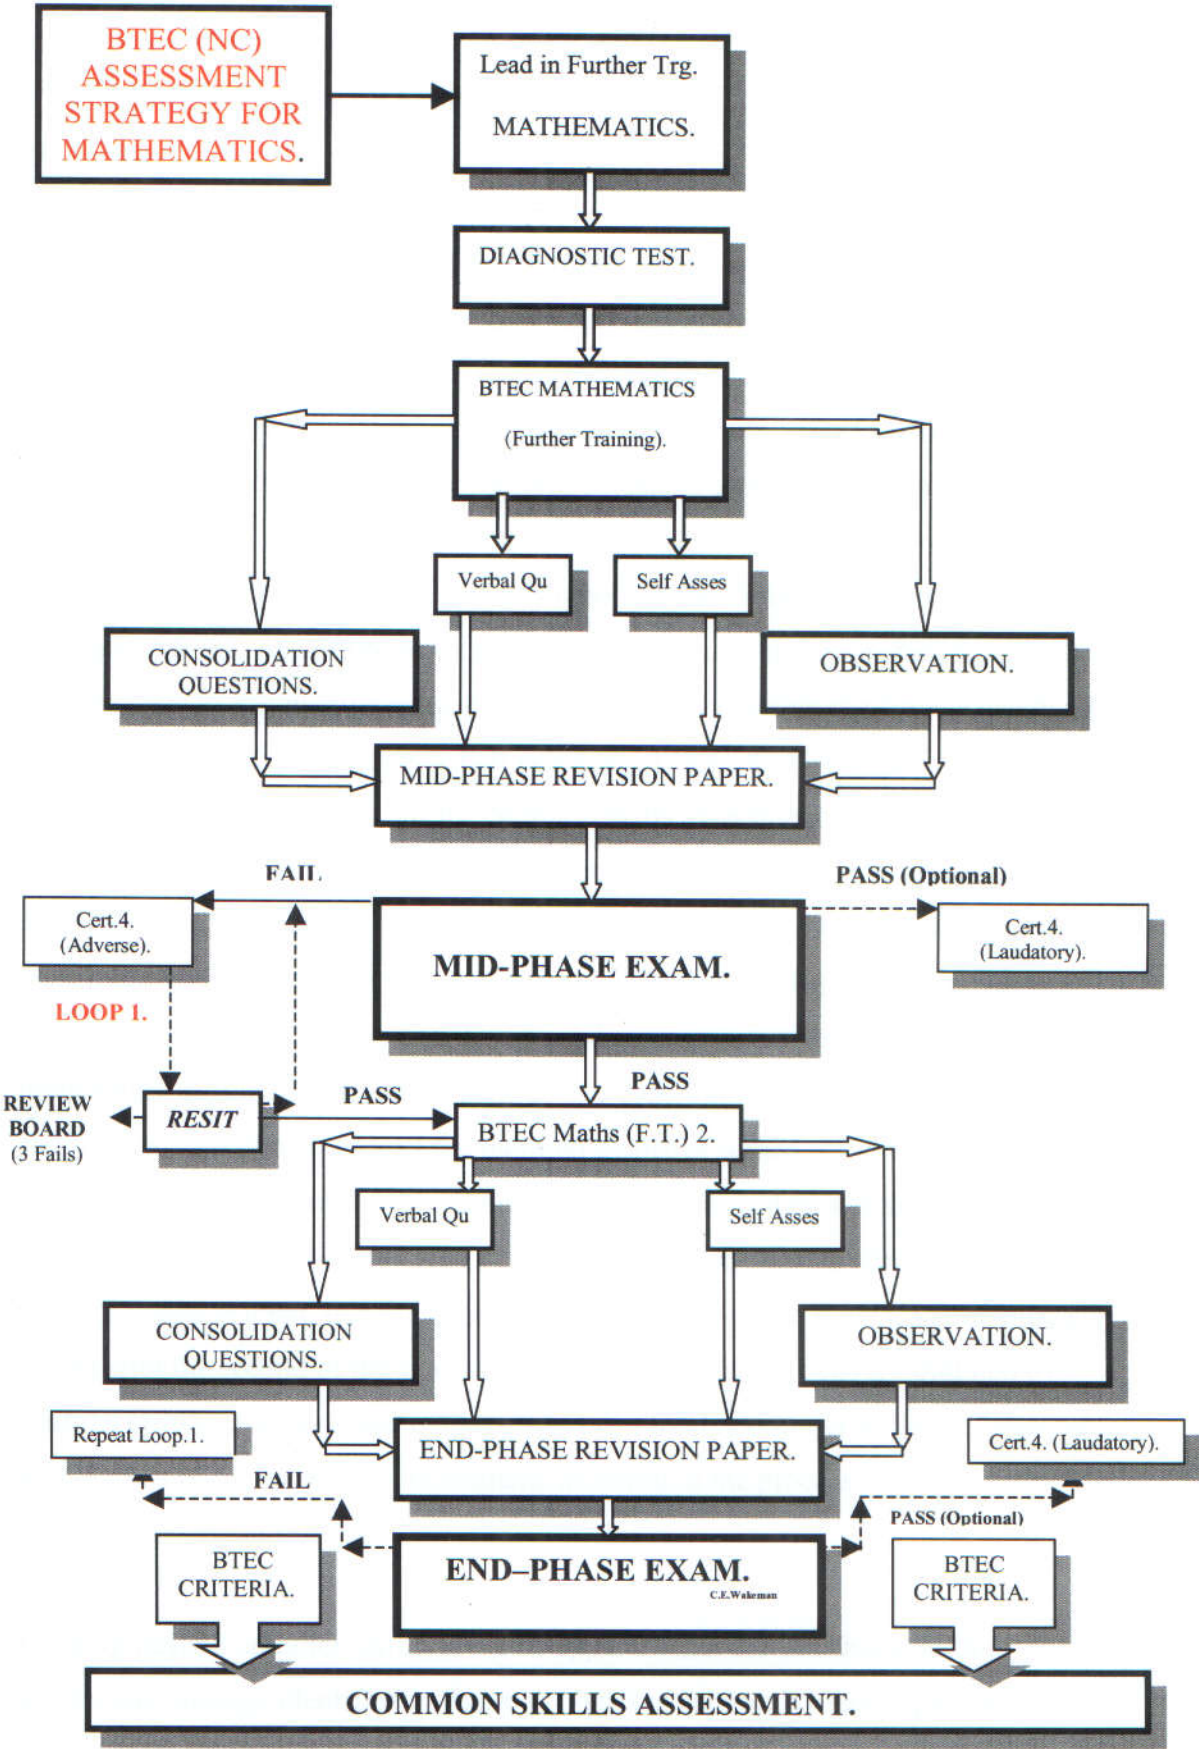 BTEC (NC)
ASSESSMENT
STRATEGY FOR
MATHEMATICS.
Lead in Further Trg.
MATHEMATICS.
DIAGNOSTIC TEST.
BTEC MATHEMATICS
(Further Training).
Verbal Qu
Self Asses
CONSOLIDATION
QUESTIONS.
OBSERVATION.
MID-PHASE REVISION PAPER.
FAIL
PASS (Optional)
Cert.4.
(Adverse).
Cert.4.
(Laudatory).
MID-PHASE EXAM.
LOOP 1.
PASS
REVIEW
BOARD
(3 Fails)
RESIT
PASS
BTEC Maths (F.T.) 2.
Verbal Qu
Self Asses
CONSOLIDATION
QUESTIONS.
OBSERVATION.
Repeat Loop.1.
END-PHASE REVISION PAPER.
Cert.4. (Laudatory).
FAIL
PASS (Optional)
BTEC
CRITERIA.
END–PHASE EXAM.
C.E.Wakeman
BTEC
CRITERIA.
COMMON SKILLS ASSESSMENT.